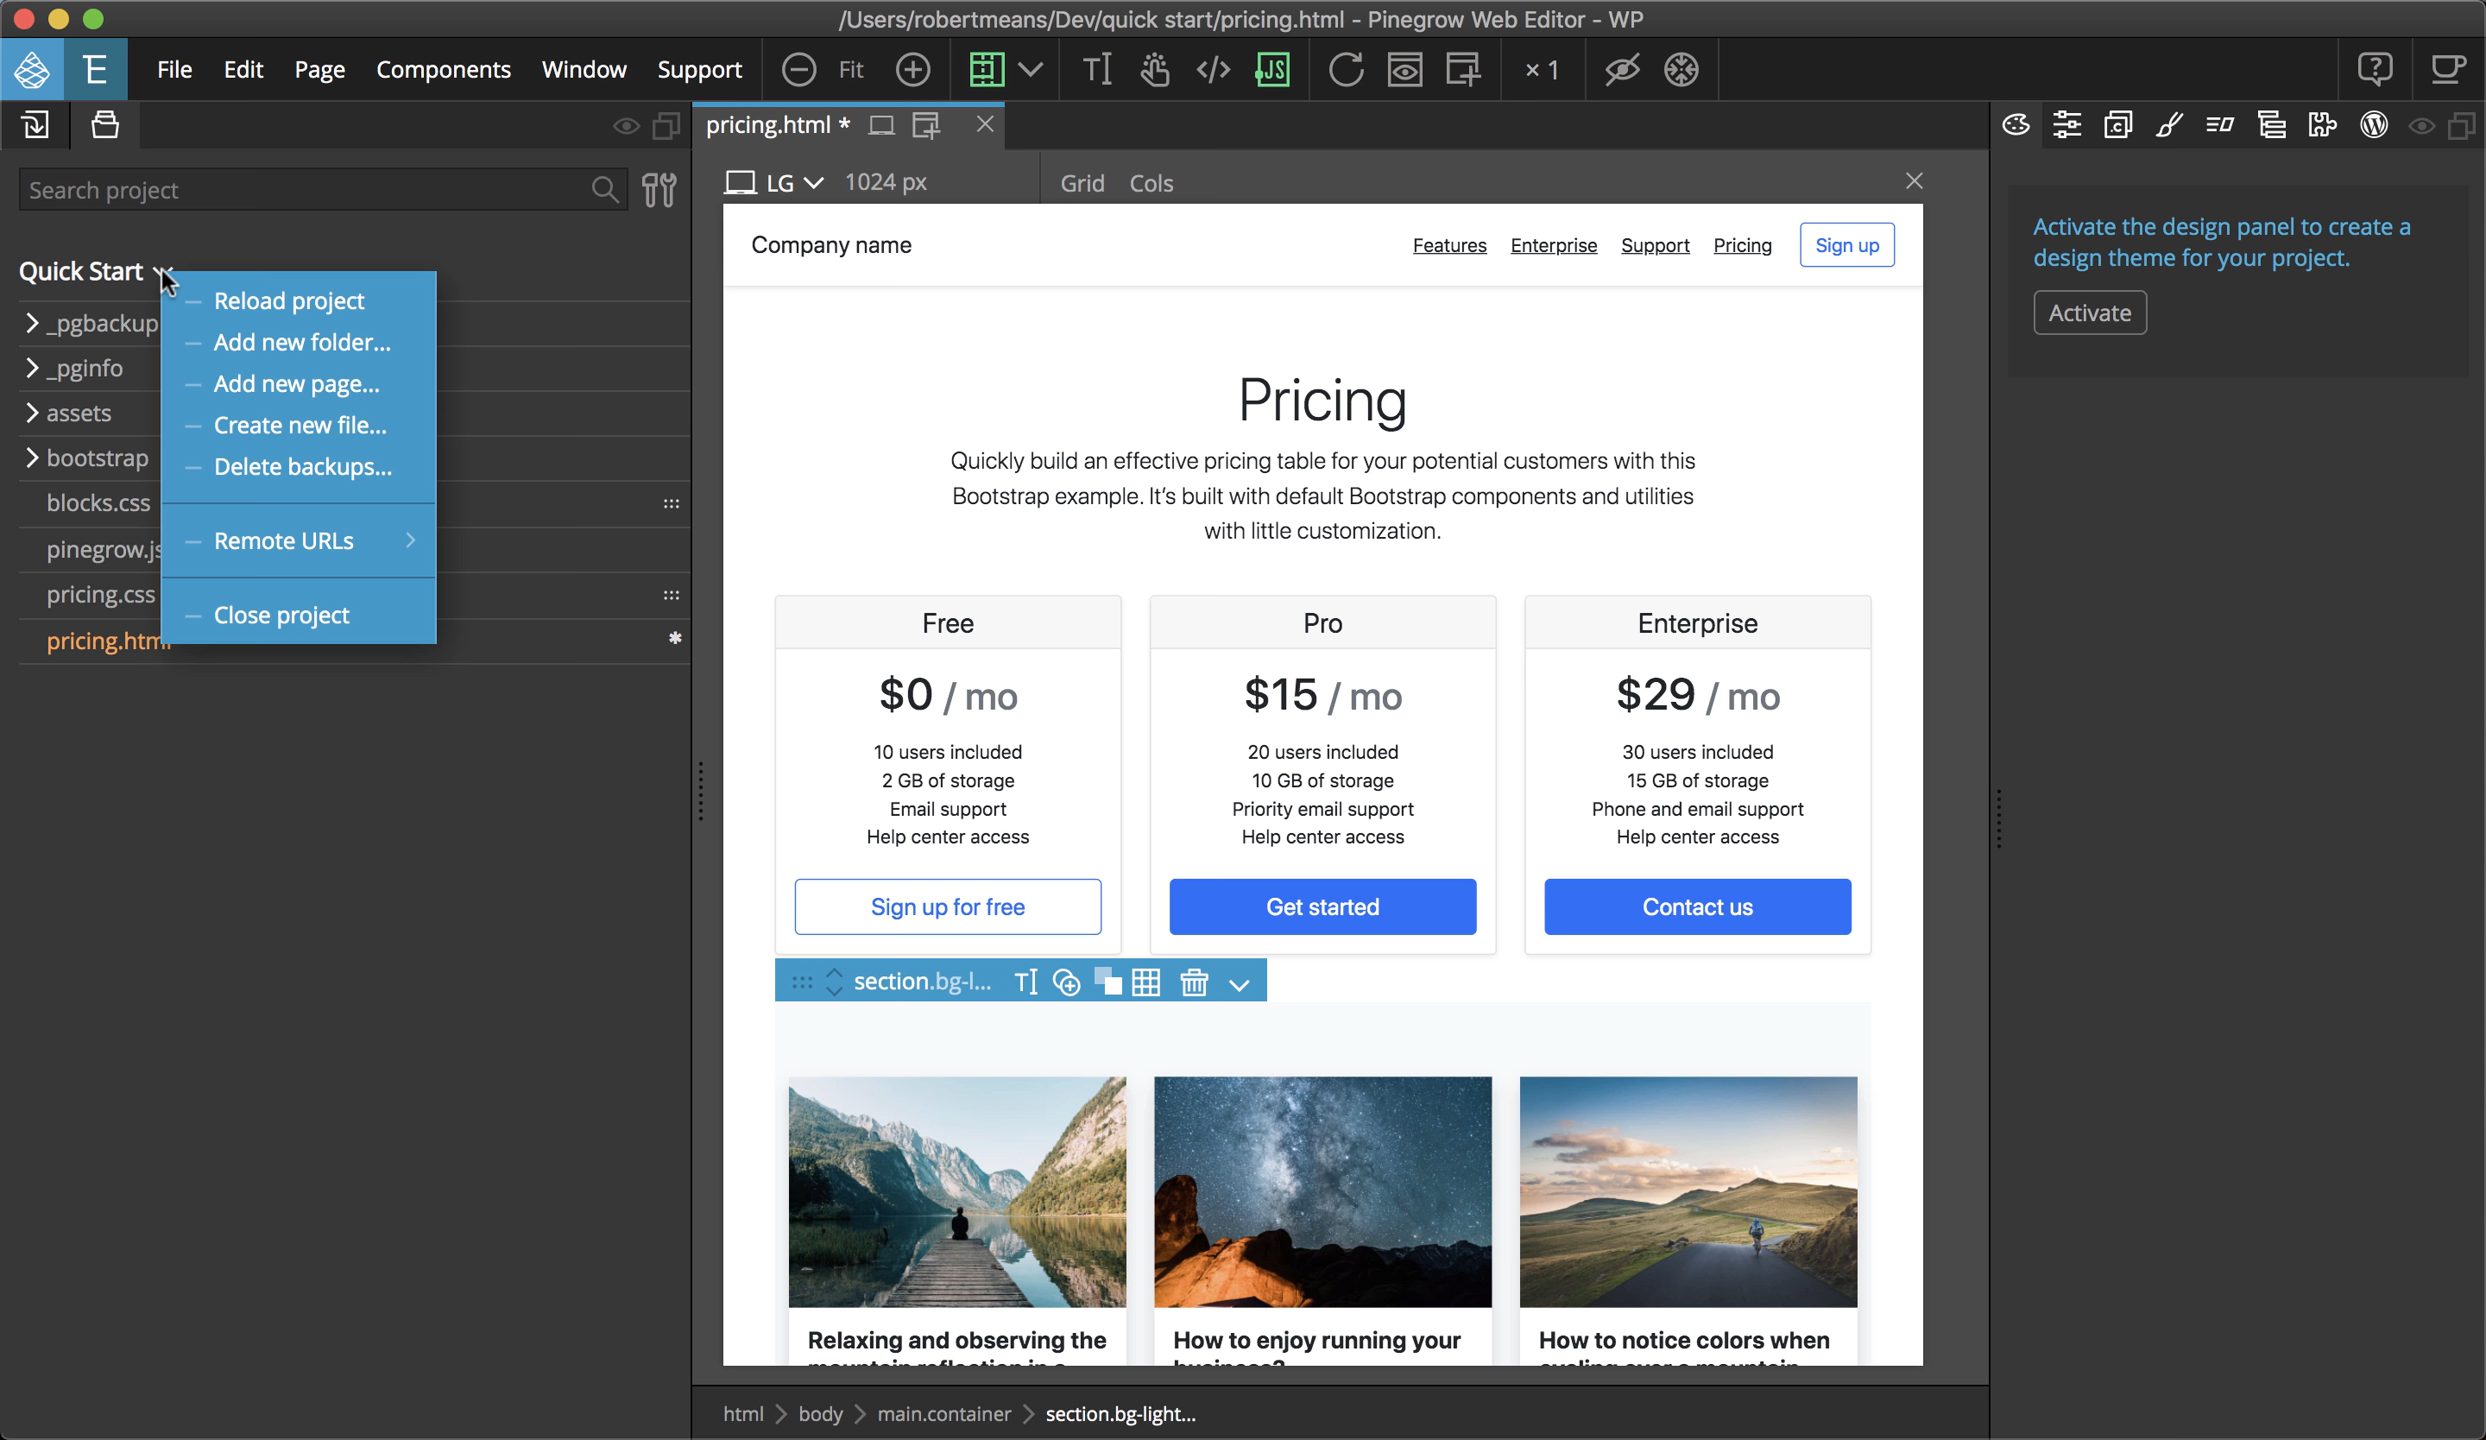 /Users/robertmeans/Dev/quick start/pricing.html - Pinegrow Web Editor - WP
File Edit Page Components Window Support Fit JS × 1
pricing.html *
Search project
LG 1024 px Grid Cols
Quick Start
_pgbackup
_pginfo
assets
bootstrap
blocks.css
pinegrow.js
pricing.css
pricing.html
*
Reload project
Add new folder...
Add new page...
Create new file...
Delete backups...
Remote URLs
Close project
Company name Features Enterprise Support Pricing Sign up
Pricing
Quickly build an effective pricing table for your potential customers with this
Bootstrap example. It's built with default Bootstrap components and utilities
with little customization.
Free
$0 / mo
10 users included
2 GB of storage
Email support
Help center access
Sign up for free
Pro
$15 / mo
20 users included
10 GB of storage
Priority email support
Help center access
Get started
Enterprise
$29 / mo
30 users included
15 GB of storage
Phone and email support
Help center access
Contact us
section.bg-l...
Relaxing and observing the
How to enjoy running your
How to notice colors when
html > body > main.container > section.bg-light...
Activate the design panel to create a
design theme for your project.
Activate